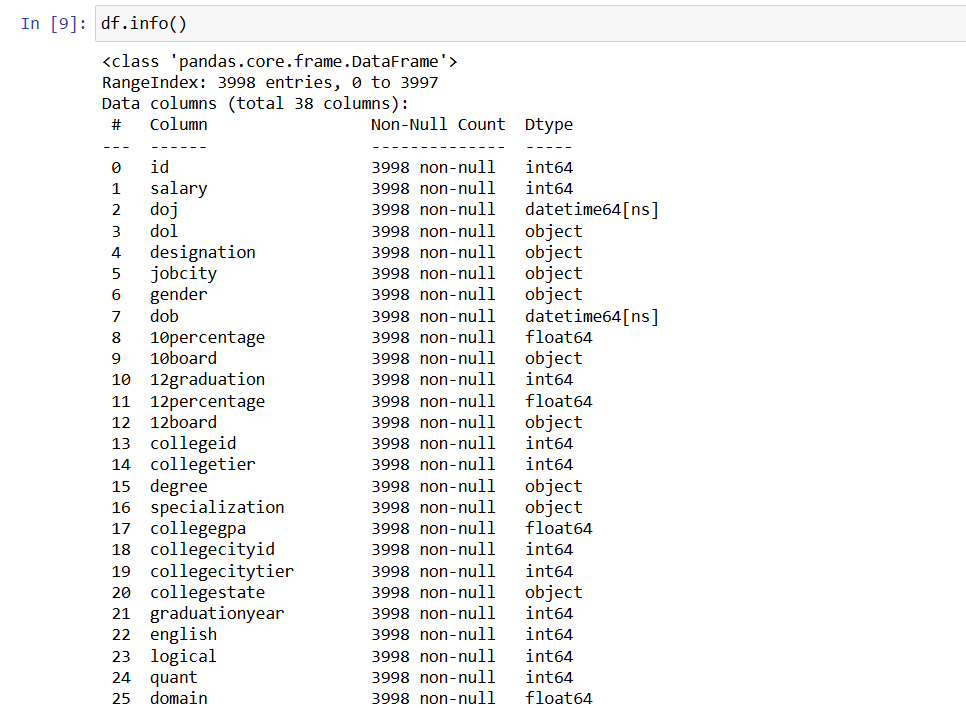 In [9]: df.info()
<class 'pandas.core.frame.DataFrame'>
RangeIndex: 3998 entries, 0 to 3997
Data columns (total 38 columns):
 #   Column                 Non-Null Count  Dtype
---  ------                 --------------  -----
 0   id                     3998 non-null   int64
 1   salary                 3998 non-null   int64
 2   doj                    3998 non-null   datetime64[ns]
 3   dol                    3998 non-null   object
 4   designation            3998 non-null   object
 5   jobcity                3998 non-null   object
 6   gender                 3998 non-null   object
 7   dob                    3998 non-null   datetime64[ns]
 8   10percentage           3998 non-null   float64
 9   10board                3998 non-null   object
 10  12graduation           3998 non-null   int64
 11  12percentage           3998 non-null   float64
 12  12board                3998 non-null   object
 13  collegeid              3998 non-null   int64
 14  collegetier            3998 non-null   int64
 15  degree                 3998 non-null   object
 16  specialization         3998 non-null   object
 17  collegegpa             3998 non-null   float64
 18  collegecityid          3998 non-null   int64
 19  collegecitytier        3998 non-null   int64
 20  collegestate           3998 non-null   object
 21  graduationyear         3998 non-null   int64
 22  english                3998 non-null   int64
 23  logical                3998 non-null   int64
 24  quant                  3998 non-null   int64
 25  domain                 3998 non-null   float64